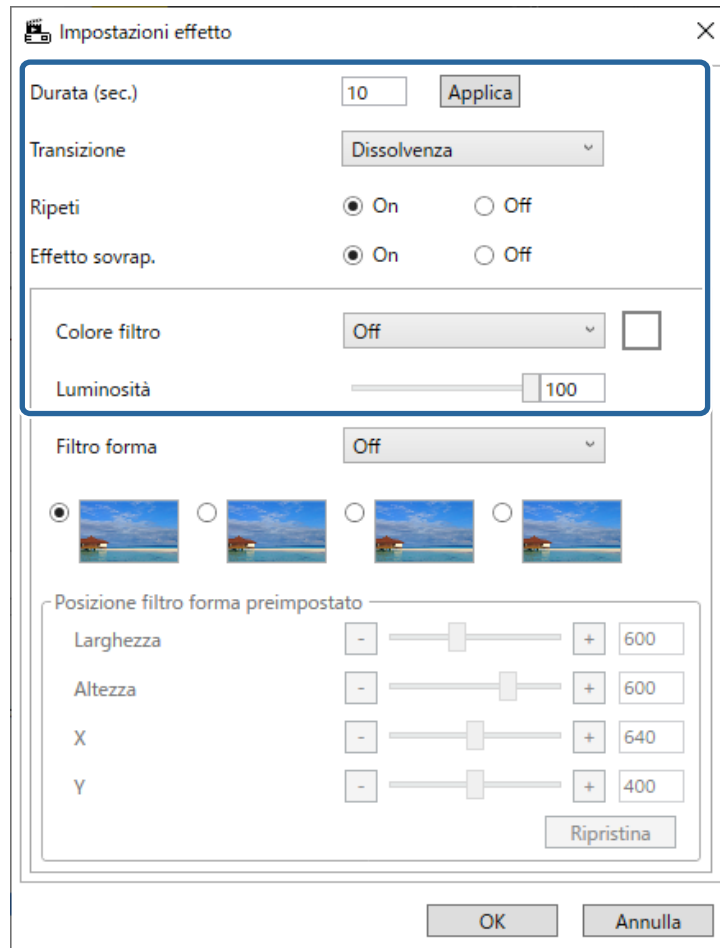 Impostazioni effetto
Durata (sec.) 10 Applica
Transizione Dissolvenza
Ripeti On Off
Effetto sovrap. On Off
Colore filtro Off
Luminosità 100
Filtro forma Off
Posizione filtro forma preimpostato
Larghezza - + 600
Altezza - + 600
X - + 640
Y - + 400
Ripristina
OK Annulla